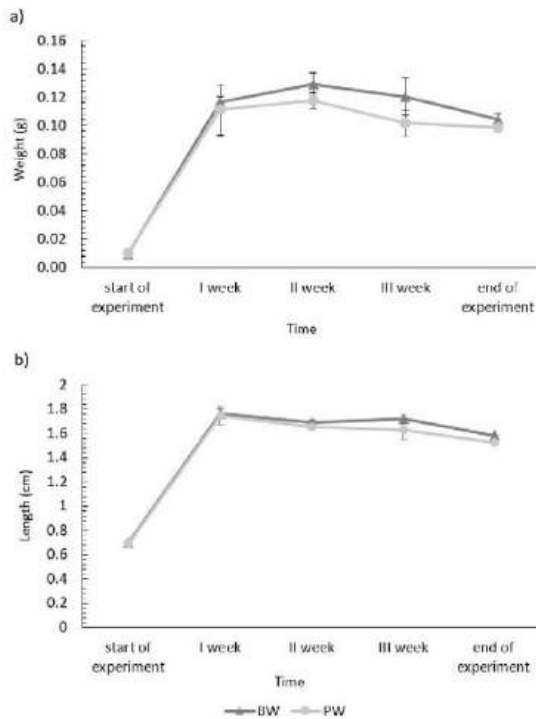 a)
0.16
0.14
0.12
0.10
0.08
0.06
0.04
0.02
0.00
Weight (g)
start of experiment
I week
II week
III week
end of experiment
Time
b)
2
1.8
1.6
1.4
1.2
1
0.8
0.6
0.4
0.2
0
Length (cm)
start of experiment
I week
II week
III week
end of experiment
Time
BW
PW